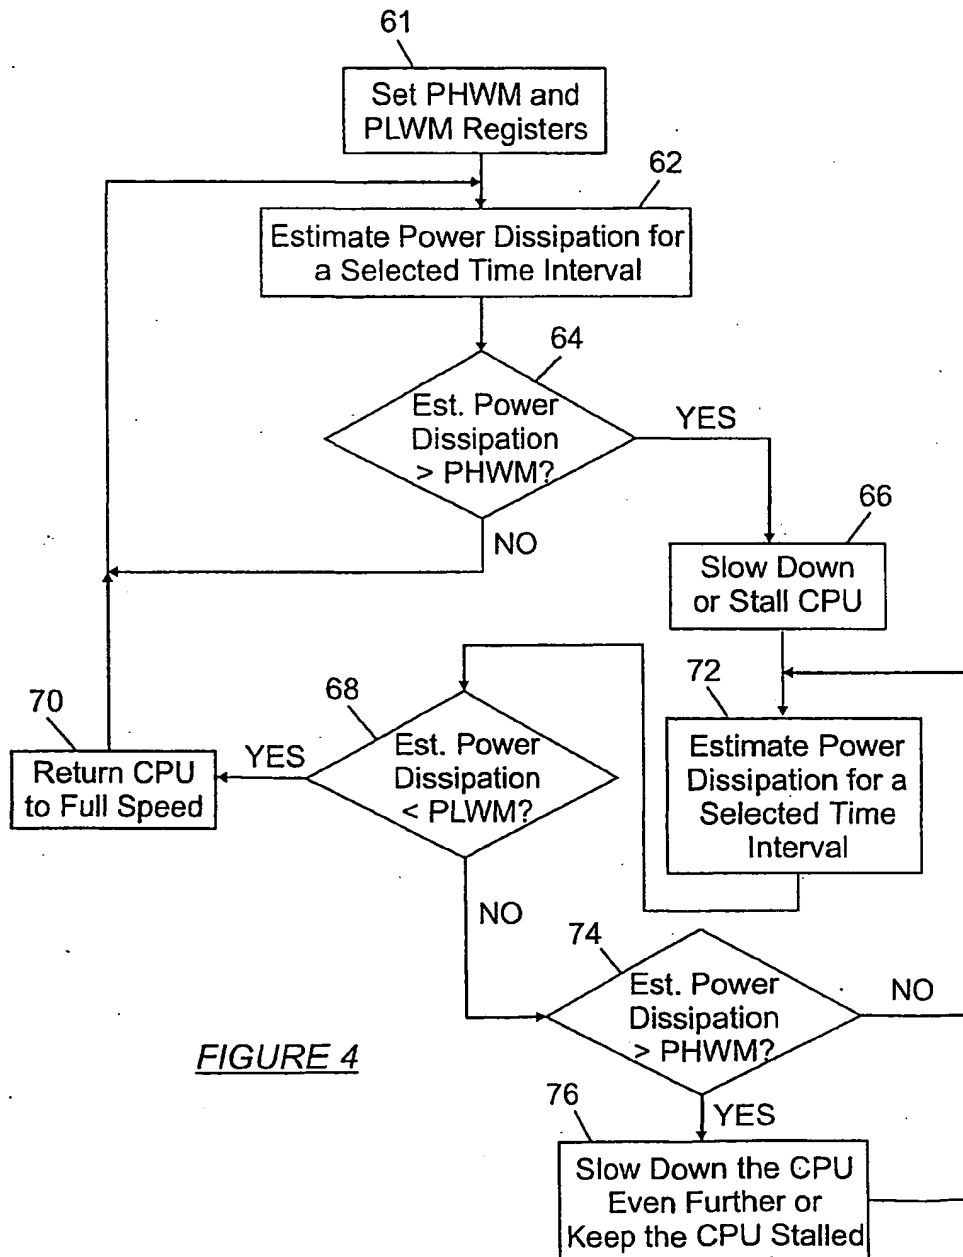 61
Set PHWM and
PLWM Registers
62
Estimate Power Dissipation for
a Selected Time Interval
64
Est. Power
Dissipation
> PHWM?
YES
NO
66
Slow Down
or Stall CPU
72
Estimate Power
Dissipation for a
Selected Time
Interval
68
Est. Power
Dissipation
< PLWM?
YES
70
Return CPU
to Full Speed
NO
74
Est. Power
Dissipation
> PHWM?
NO
YES
76
Slow Down the CPU
Even Further or
Keep the CPU Stalled
FIGURE 4